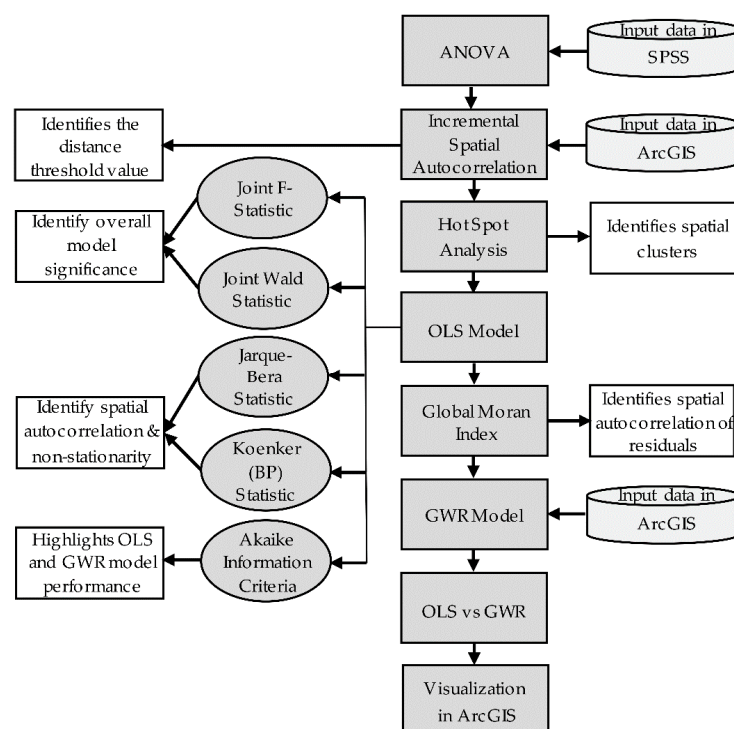 ANOVA
Input data in
SPSS
Identifies the
distance
threshold value
Incremental
Spatial
Autocorrelation
Input data in
ArcGIS
Joint F-
Statistic
Identify overall
model
significance
Joint Wald
Statistic
HotSpot
Analysis
Identifies spatial
clusters
OLS Model
Jarque-
Bera
Statistic
Identify spatial
autocorrelation &
non-stationarity
Koenker
(BP)
Statistic
Global Moran
Index
Identifies spatial
autocorrelation of
residuals
GWR Model
Input data in
ArcGIS
Highlights OLS
and GWR model
performance
Akaike
Information
Criteria
OLS vs GWR
Visualization
in ArcGIS